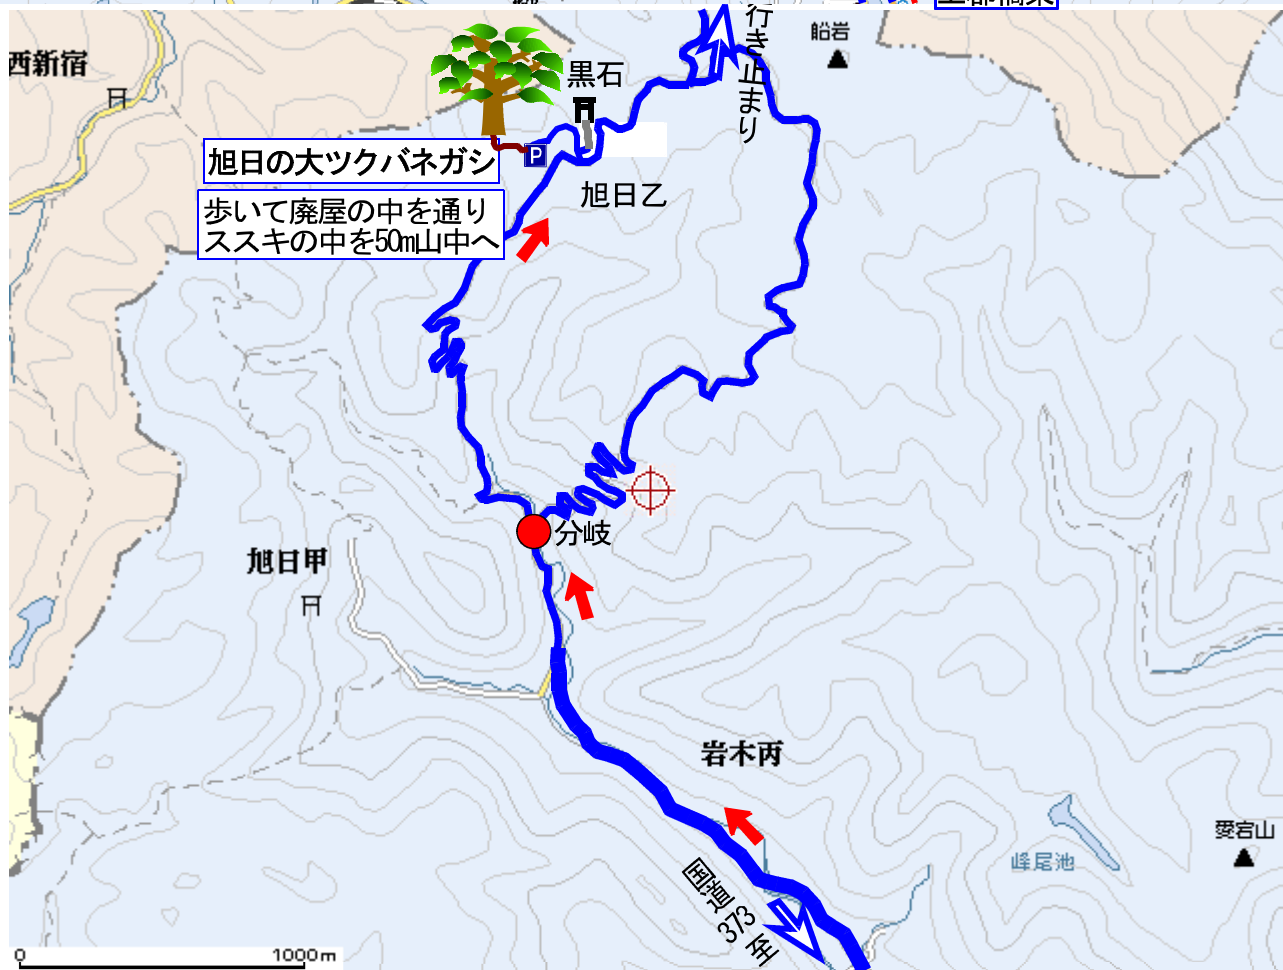 行き止まり
船岩
西新宿
黒石
P
旭日の大ツクバネガシ
旭日乙
歩いて廃屋の中を通り
ススキの中を50m山中へ
分岐
旭日甲
岩木丙
愛宕山
峰尾池
国道373至
0 1000m